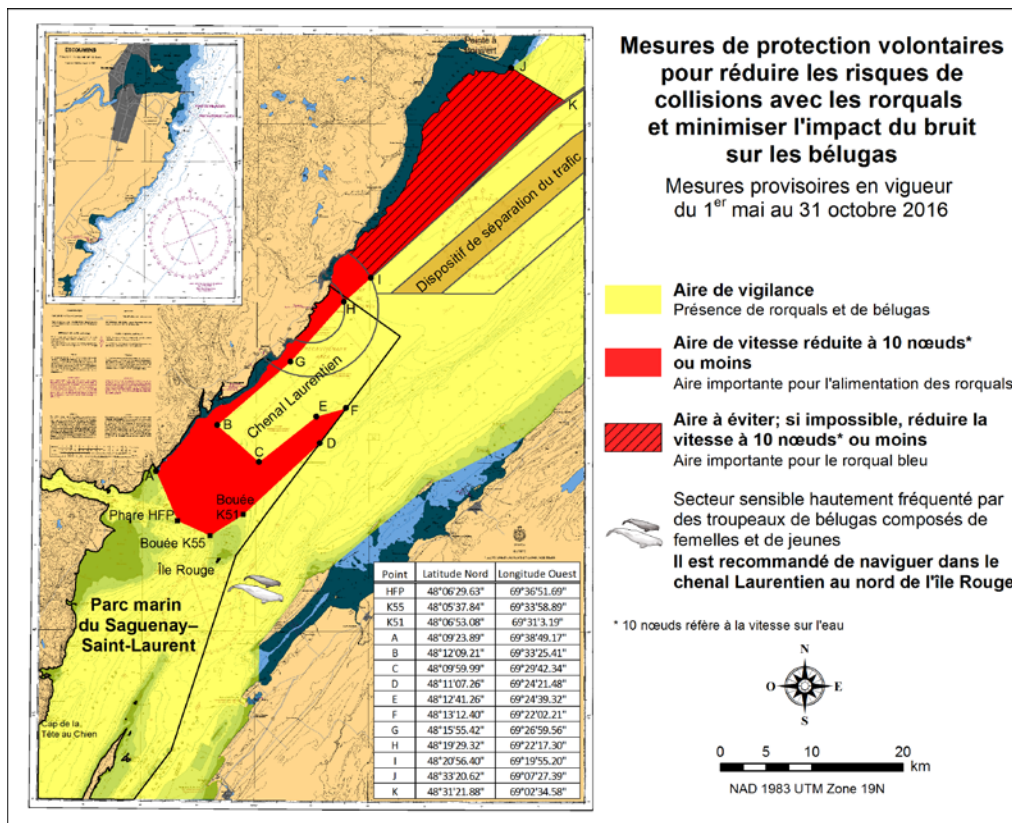 Mesures de protection volontaires
pour réduire les risques de
collisions avec les rorquals
et minimiser l'impact du bruit
sur les bélugas
Mesures provisoires en vigueur
du 1er mai au 31 octobre 2016
Aire de vigilance
Présence de rorquals et de bélugas
Aire de vitesse réduite à 10 nœuds*
ou moins
Aire importante pour l'alimentation des rorquals
Aire à éviter; si impossible, réduire la
vitesse à 10 nœuds* ou moins
Aire importante pour le rorqual bleu
Secteur sensible hautement fréquenté par
des troupeaux de bélugas composés de
femelles et de jeunes
Il est recommandé de naviguer dans le
chenal Laurentien au nord de l'île Rouge
* 10 nœuds réfère à la vitesse sur l'eau
N
O E
S
0 5 10 20
km
NAD 1983 UTM Zone 19N
J
K
Dispositif de séparation du trafic
I
H
G
Chenal Laurentien
B
E
F
D
C
A
Bouée
K51
Phare HFP
Bouée K55
Île Rouge
Parc marin
du Saguenay–
Saint-Laurent
Cap de la
Tête au Chien
Point Latitude Nord Longitude Ouest
HFP 48°06'29.63" 69°36'51.69"
K55 48°05'37.84" 69°33'58.89"
K51 48°06'53.08" 69°31'3.19"
A 48°09'23.89" 69°38'49.17"
B 48°12'09.21" 69°33'25.41"
C 48°09'59.99" 69°29'42.34"
D 48°11'07.26" 69°24'21.48"
E 48°12'41.26" 69°24'39.32"
F 48°13'12.40" 69°22'02.21"
G 48°15'55.42" 69°26'59.56"
H 48°19'29.32" 69°22'17.30"
I 48°20'56.40" 69°19'55.20"
J 48°33'20.62" 69°07'27.39"
K 48°31'21.88" 69°02'34.58"